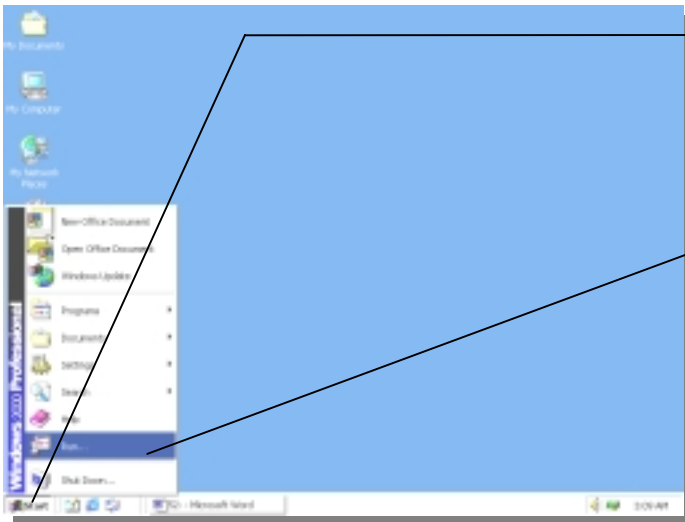 My Documents
My Computer
My Network
Places
New Office Document
Open Office Document
Windows Update
Programs
Documents
Settings
Search
Help
Run...
Shut Down...
Windows 2000 Professional
Start
- Microsoft Word
AM